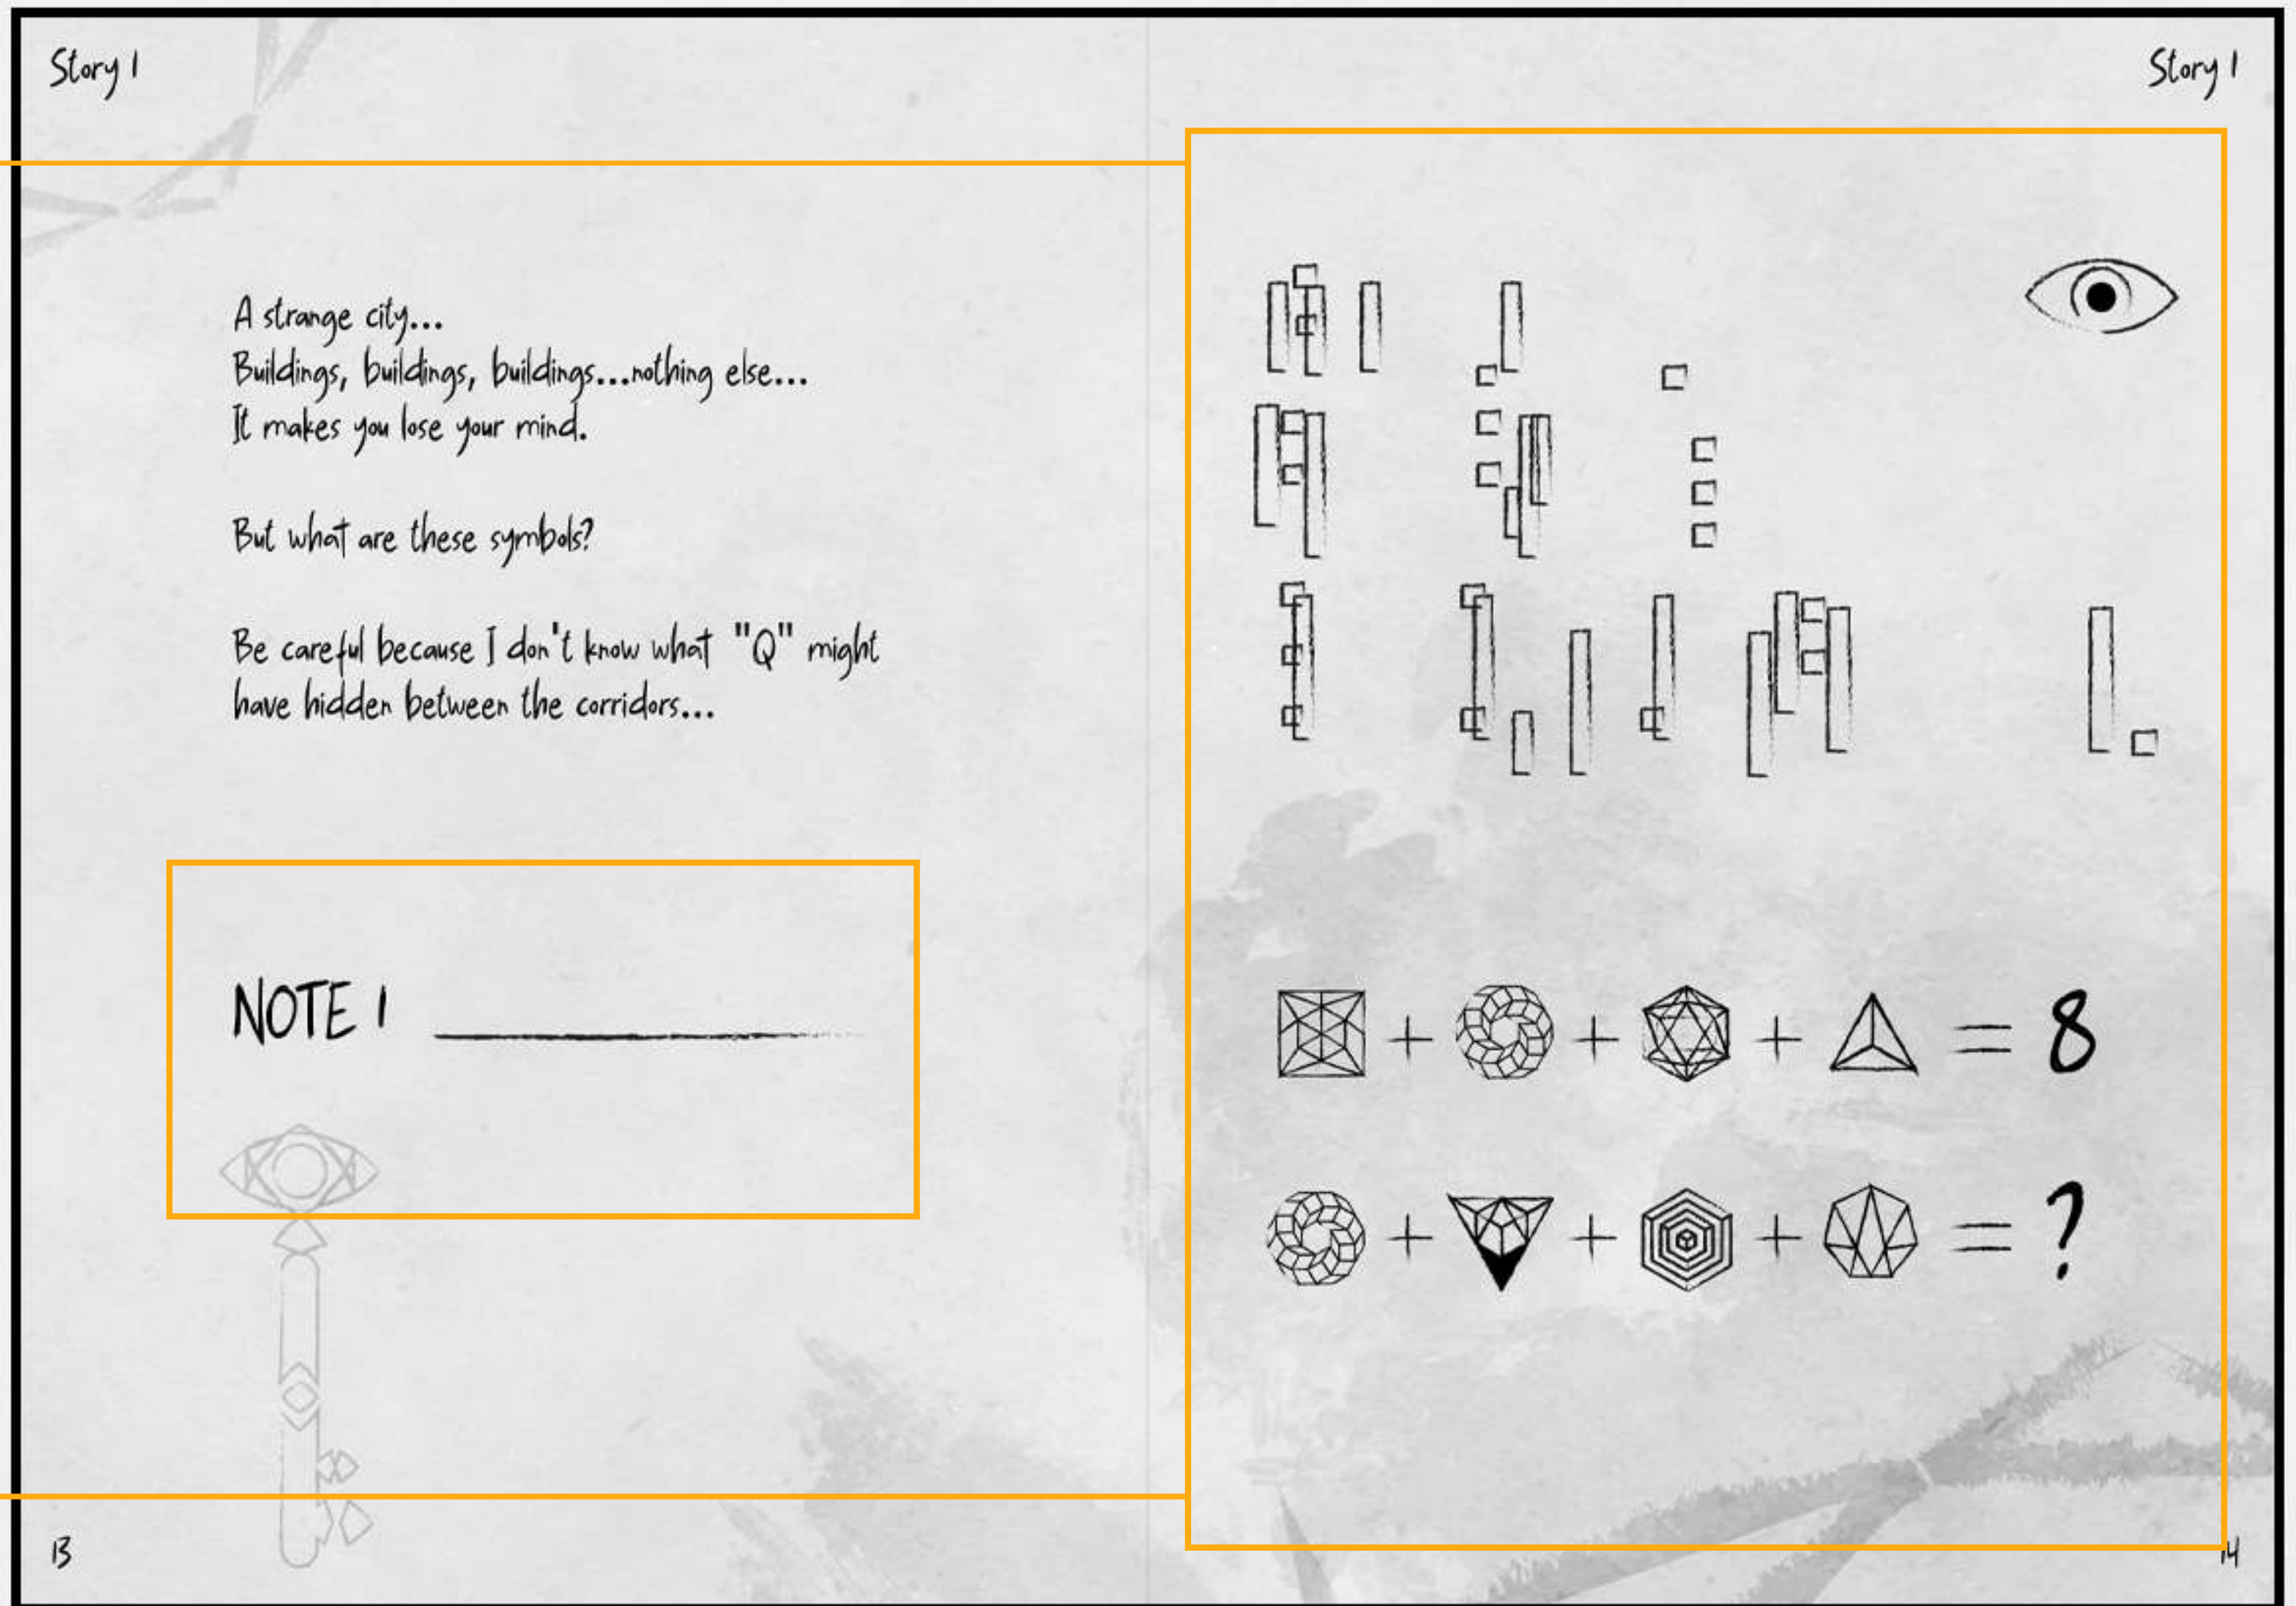 Story 1
Story 1
A strange city...
Buildings, buildings, buildings...nothing else...
It makes you lose your mind.
But what are these symbols?
Be careful because I don't know what "Q" might
have hidden between the corridors...
NOTE 1
+ + + = 8
+ + + = ?
13
14